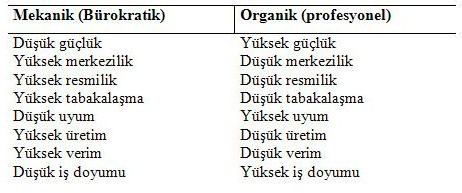 Mekanik (Bürokratik) Organik (profesyonel)
Düşük güçlük Yüksek güçlük
Yüksek merkezilik Düşük merkezilik
Yüksek resmilik Düşük resmilik
Yüksek tabakalaşma Düşük tabakalaşma
Düşük uyum Yüksek uyum
Yüksek üretim Düşük üretim
Yüksek verim Düşük verim
Düşük iş doyumu Yüksek iş doyumu